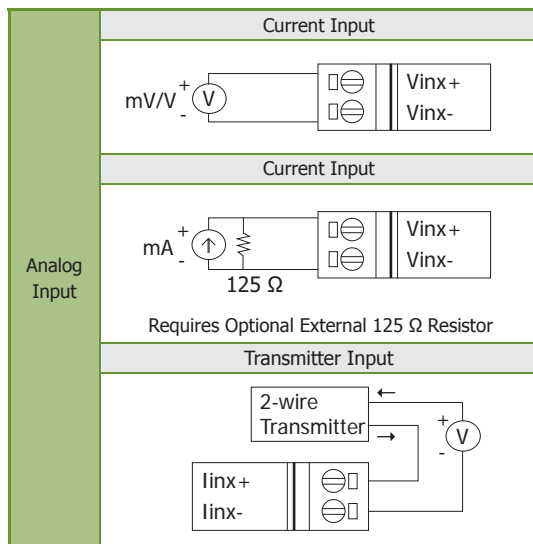 Analog
Input
Current Input
mV/V
+
-
V
Vinx+
Vinx-
Current Input
mA
+
-
125 Ω
Vinx+
Vinx-
Requires Optional External 125 Ω Resistor
Transmitter Input
2-wire
Transmitter
+
-
V
Iinx+
Iinx-